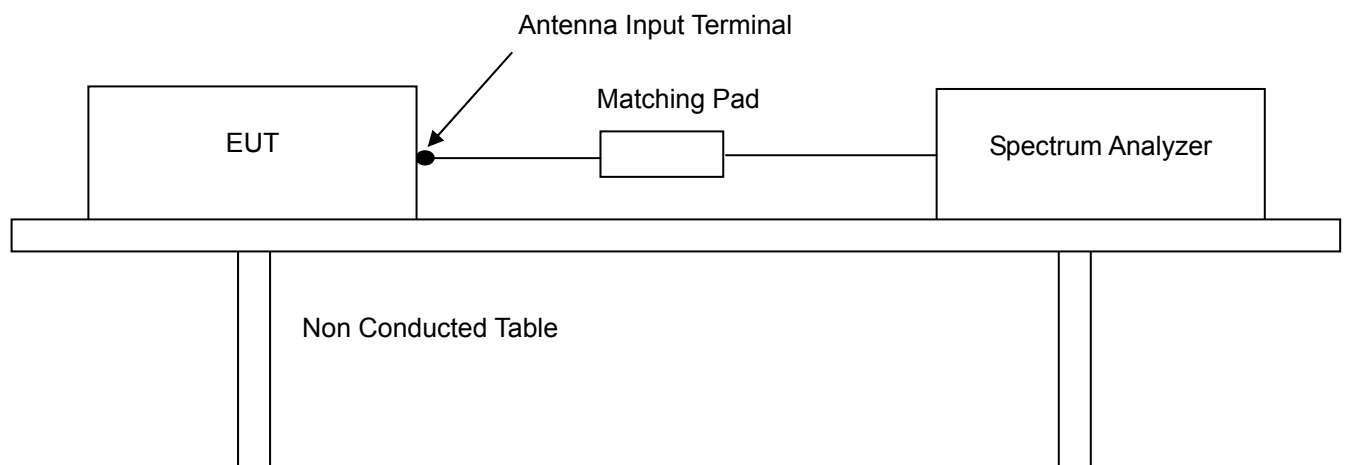 Antenna Input Terminal
Matching Pad
EUT
Spectrum Analyzer
Non Conducted Table